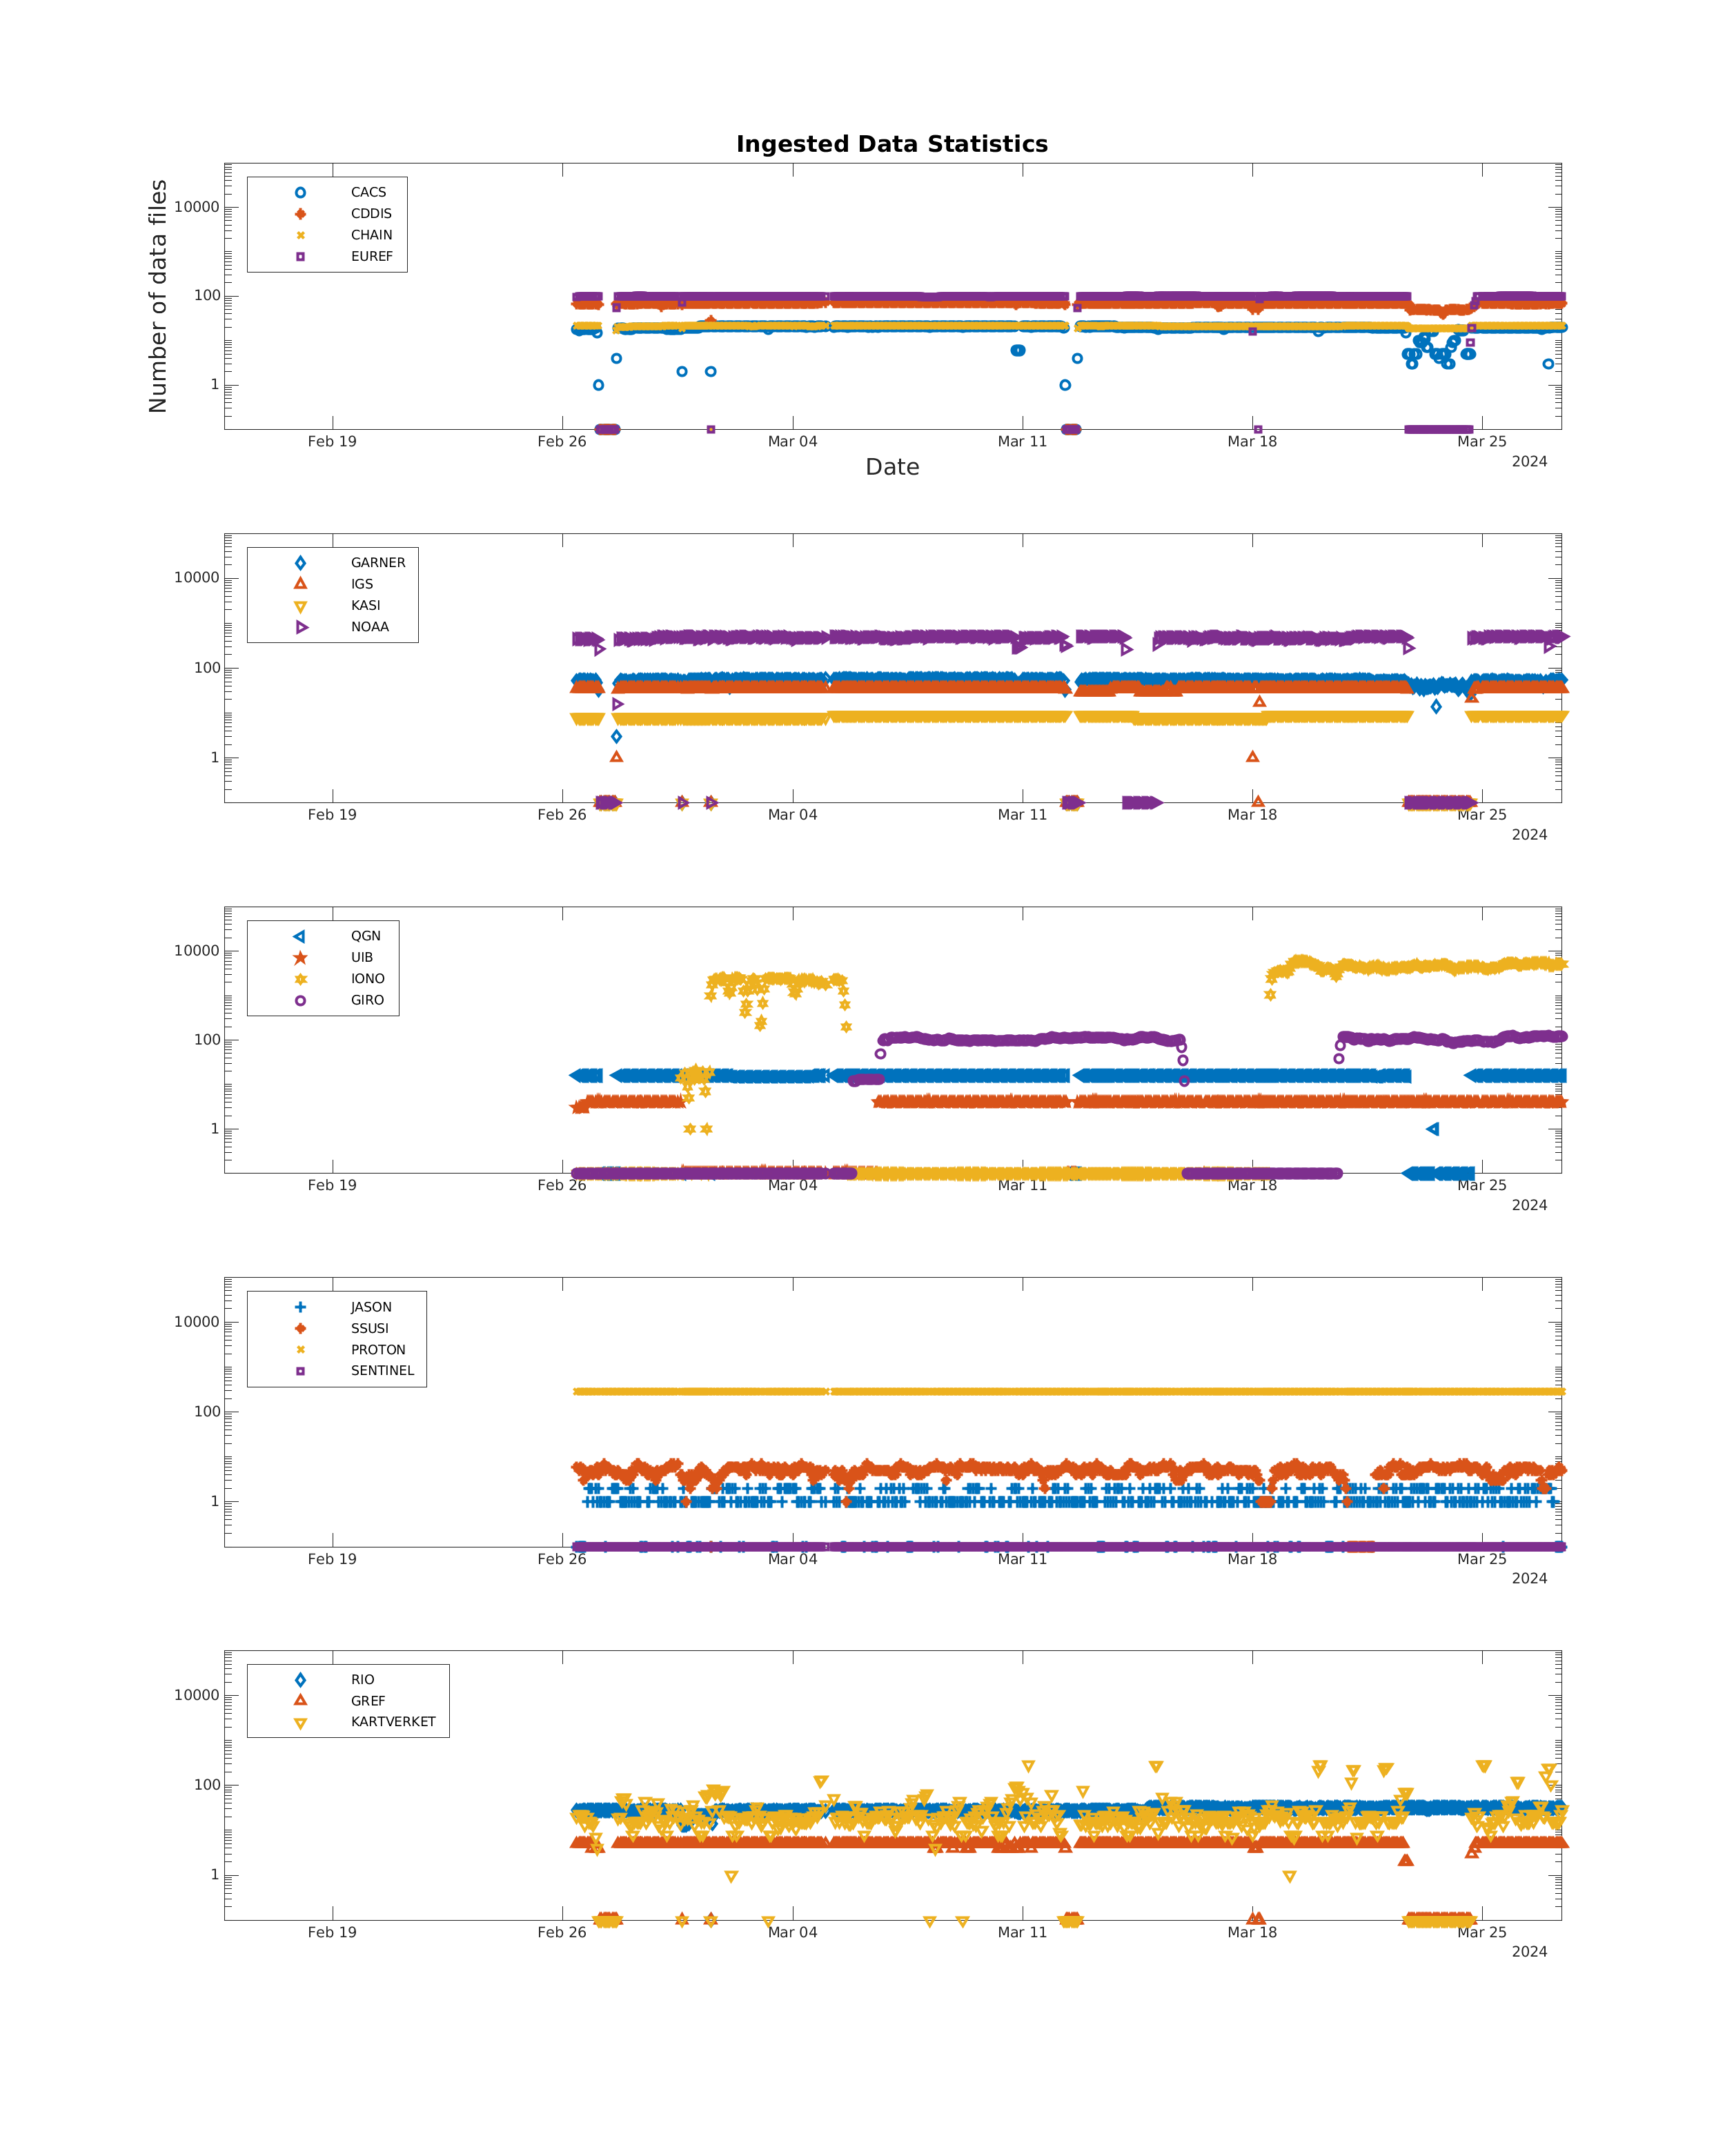 Ingested Data Statistics
Number of data files
CACS
CDDIS
CHAIN
EUREF
10000
100
1
Feb 19 Feb 26 Mar 04 Mar 11 Mar 18 Mar 25
2024
Date
GARNER
IGS
KASI
NOAA
10000
100
1
Feb 19 Feb 26 Mar 04 Mar 11 Mar 18 Mar 25
2024
QGN
UIB
IONO
GIRO
10000
100
1
Feb 19 Feb 26 Mar 04 Mar 11 Mar 18 Mar 25
2024
JASON
SSUSI
PROTON
SENTINEL
10000
100
1
Feb 19 Feb 26 Mar 04 Mar 11 Mar 18 Mar 25
2024
RIO
GREF
KARTVERKET
10000
100
1
Feb 19 Feb 26 Mar 04 Mar 11 Mar 18 Mar 25
2024